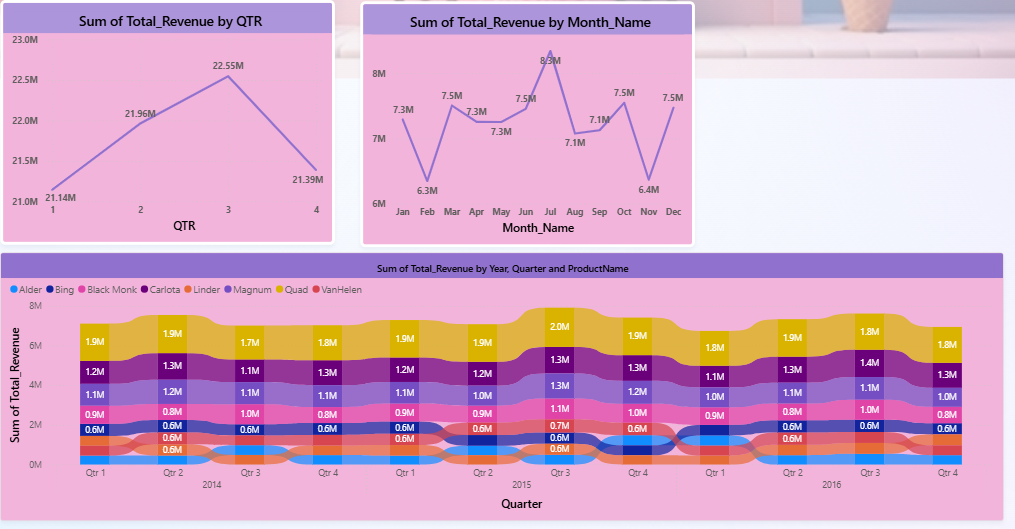 Sum of Total_Revenue by QTR
23.0M
22.5M
22.0M
21.5M
21.0M
21.14M
21.96M
22.55M
21.39M
1 2 3 4
QTR
Sum of Total_Revenue by Month_Name
8M
7M
6M
7.3M
6.3M
7.5M
7.3M
7.3M
7.5M
8.3M
7.1M
7.1M
7.5M
6.4M
7.5M
Jan Feb Mar Apr May Jun Jul Aug Sep Oct Nov Dec
Month_Name
Sum of Total_Revenue by Year, Quarter and ProductName
Alder Bing Black Monk Carlota Linder Magnum Quad VanHelen
Sum of Total_Revenue
8M
6M
4M
2M
0M
1.9M 1.9M 1.7M 1.8M 1.9M 1.9M 2.0M 1.9M 1.8M 1.9M 1.8M 1.8M
1.2M 1.3M 1.1M 1.3M 1.2M 1.2M 1.3M 1.3M 1.1M 1.3M 1.4M 1.3M
1.1M 1.2M 1.1M 1.1M 1.1M 1.0M 1.3M 1.2M 1.0M 1.1M 1.1M 1.0M
0.9M 0.8M 1.0M 0.8M 0.9M 0.9M 1.1M 1.0M 0.9M 0.8M 1.0M 0.8M
0.6M 0.6M 0.6M 0.6M 0.6M 0.6M 0.7M 0.6M 0.6M 0.6M 0.6M
0.6M 0.6M 0.6M 0.6M
0.6M 0.6M
Qtr 1 Qtr 2 Qtr 3 Qtr 4 Qtr 1 Qtr 2 Qtr 3 Qtr 4 Qtr 1 Qtr 2 Qtr 3 Qtr 4
2014 2015 2016
Quarter